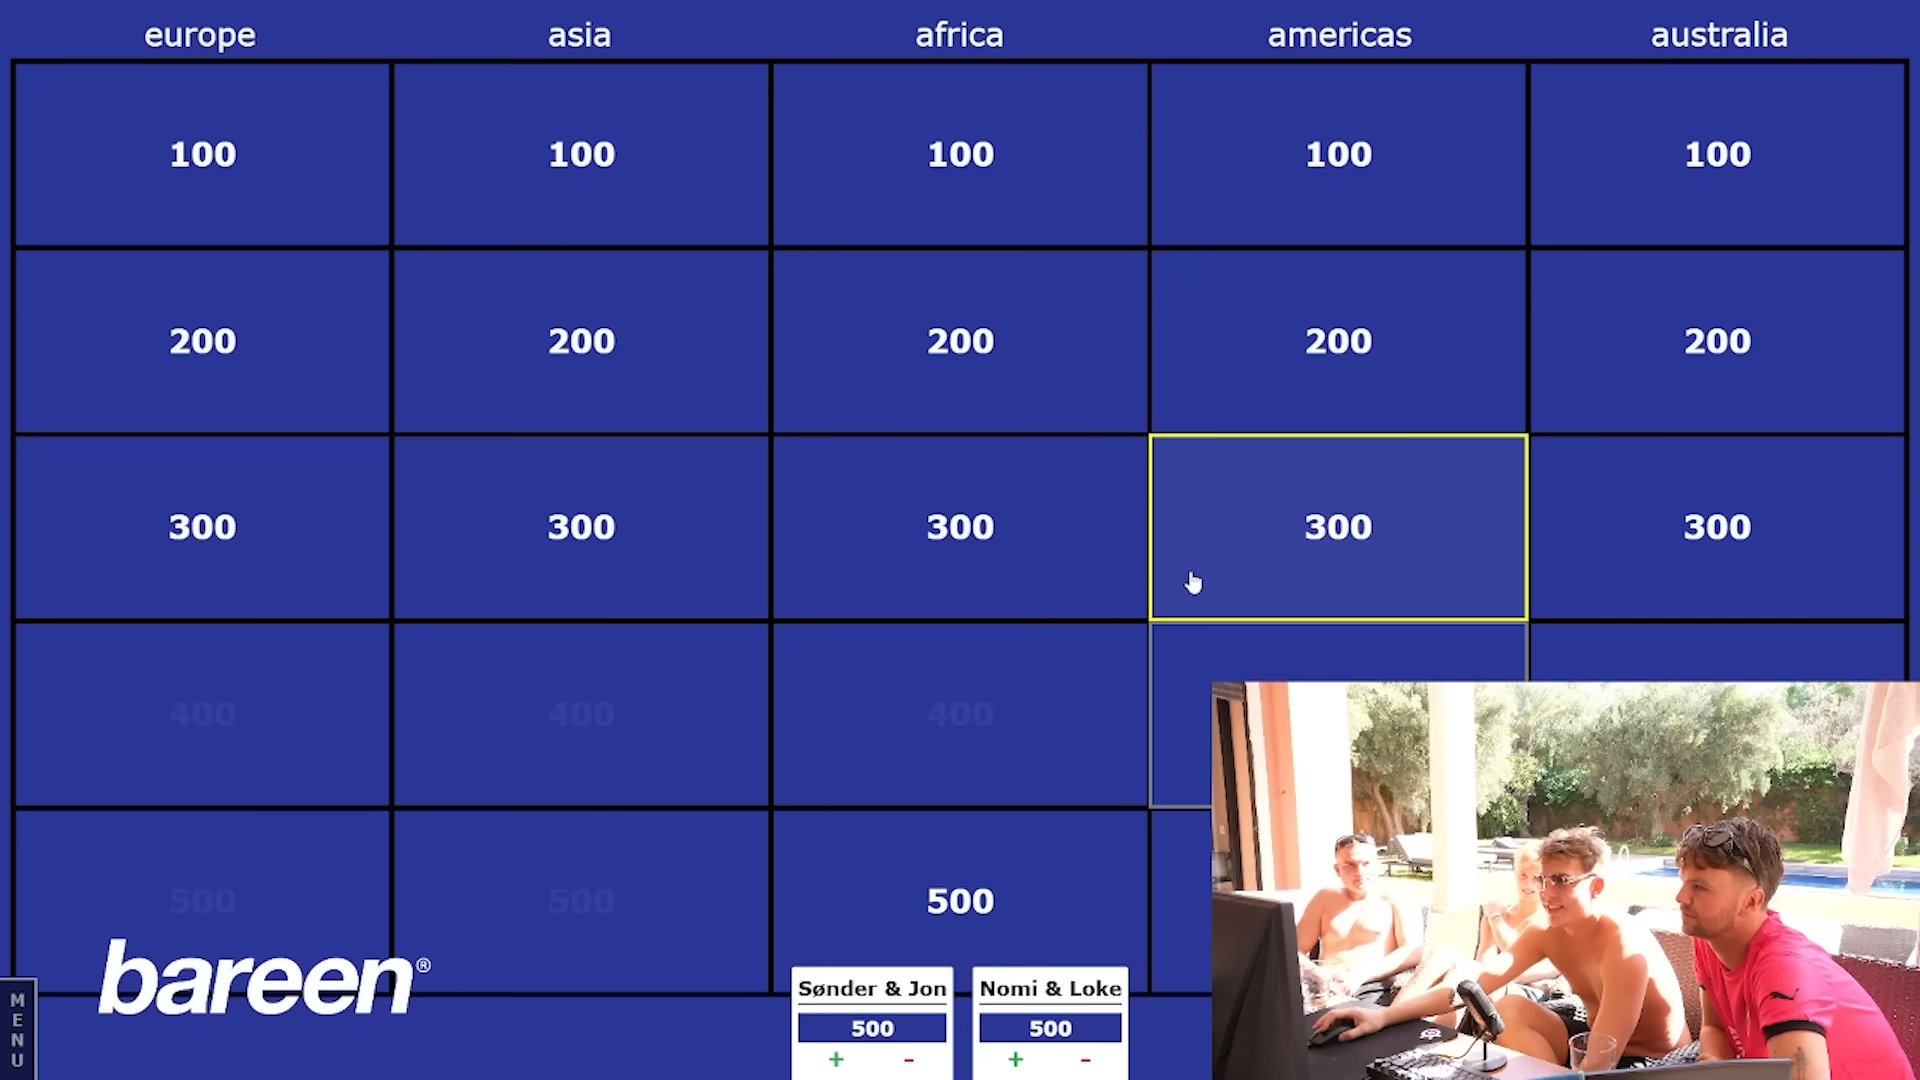 europe asia africa americas australia
100 100 100 100 100
200 200 200 200 200
300 300 300 300 300
400 400 400
500 500 500
bareen®
MENU
Sønder & Jon Nomi & Loke
500 500
+ - + -